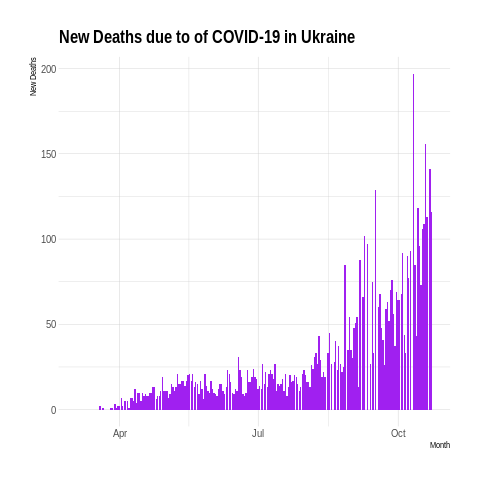 New Deaths due to of COVID-19 in Ukraine
New Deaths
200
150
100
50
0
Apr
Jul
Oct
Month